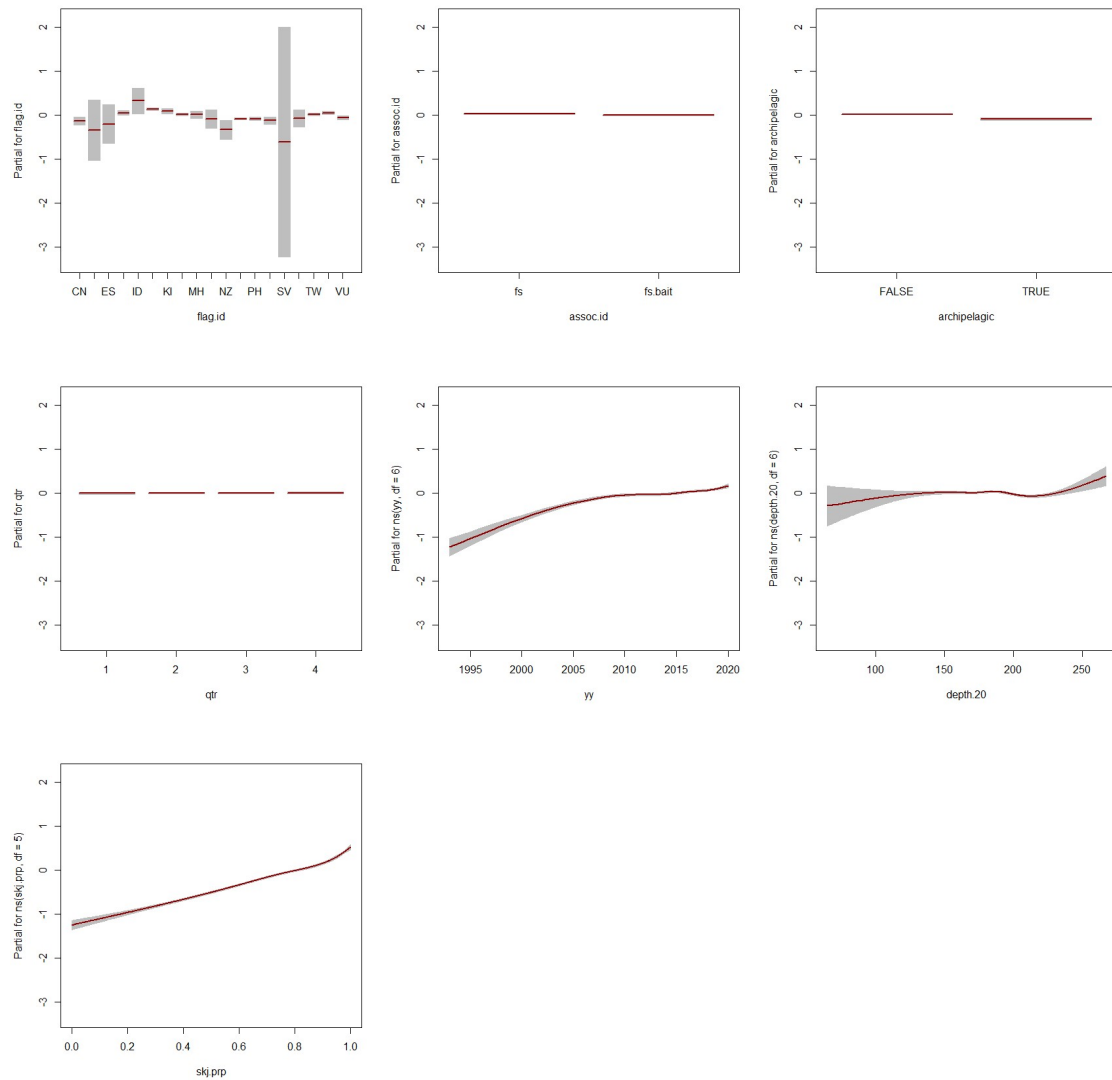 Partial for flag.id
2
1
0
-1
-2
-3
CN ES ID KI MH NZ PH SV TW VU
flag.id
Partial for assoc.id
2
1
0
-1
-2
-3
fs fs.bait
assoc.id
Partial for archipelagic
2
1
0
-1
-2
-3
FALSE TRUE
archipelagic
Partial for qtr
2
1
0
-1
-2
-3
1 2 3 4
qtr
Partial for ns(yy, df = 6)
2
1
0
-1
-2
-3
1995 2000 2005 2010 2015 2020
yy
Partial for ns(depth.20, df = 6)
2
1
0
-1
-2
-3
100 150 200 250
depth.20
Partial for ns(skj.prp, df = 5)
2
1
0
-1
-2
-3
0.0 0.2 0.4 0.6 0.8 1.0
skj.prp